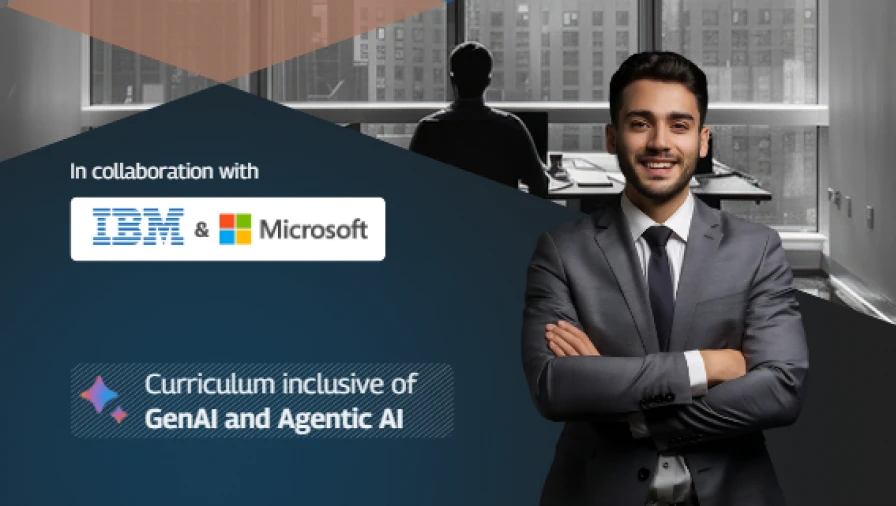 In collaboration with
IBM & Microsoft
Curriculum inclusive of
GenAI and Agentic AI